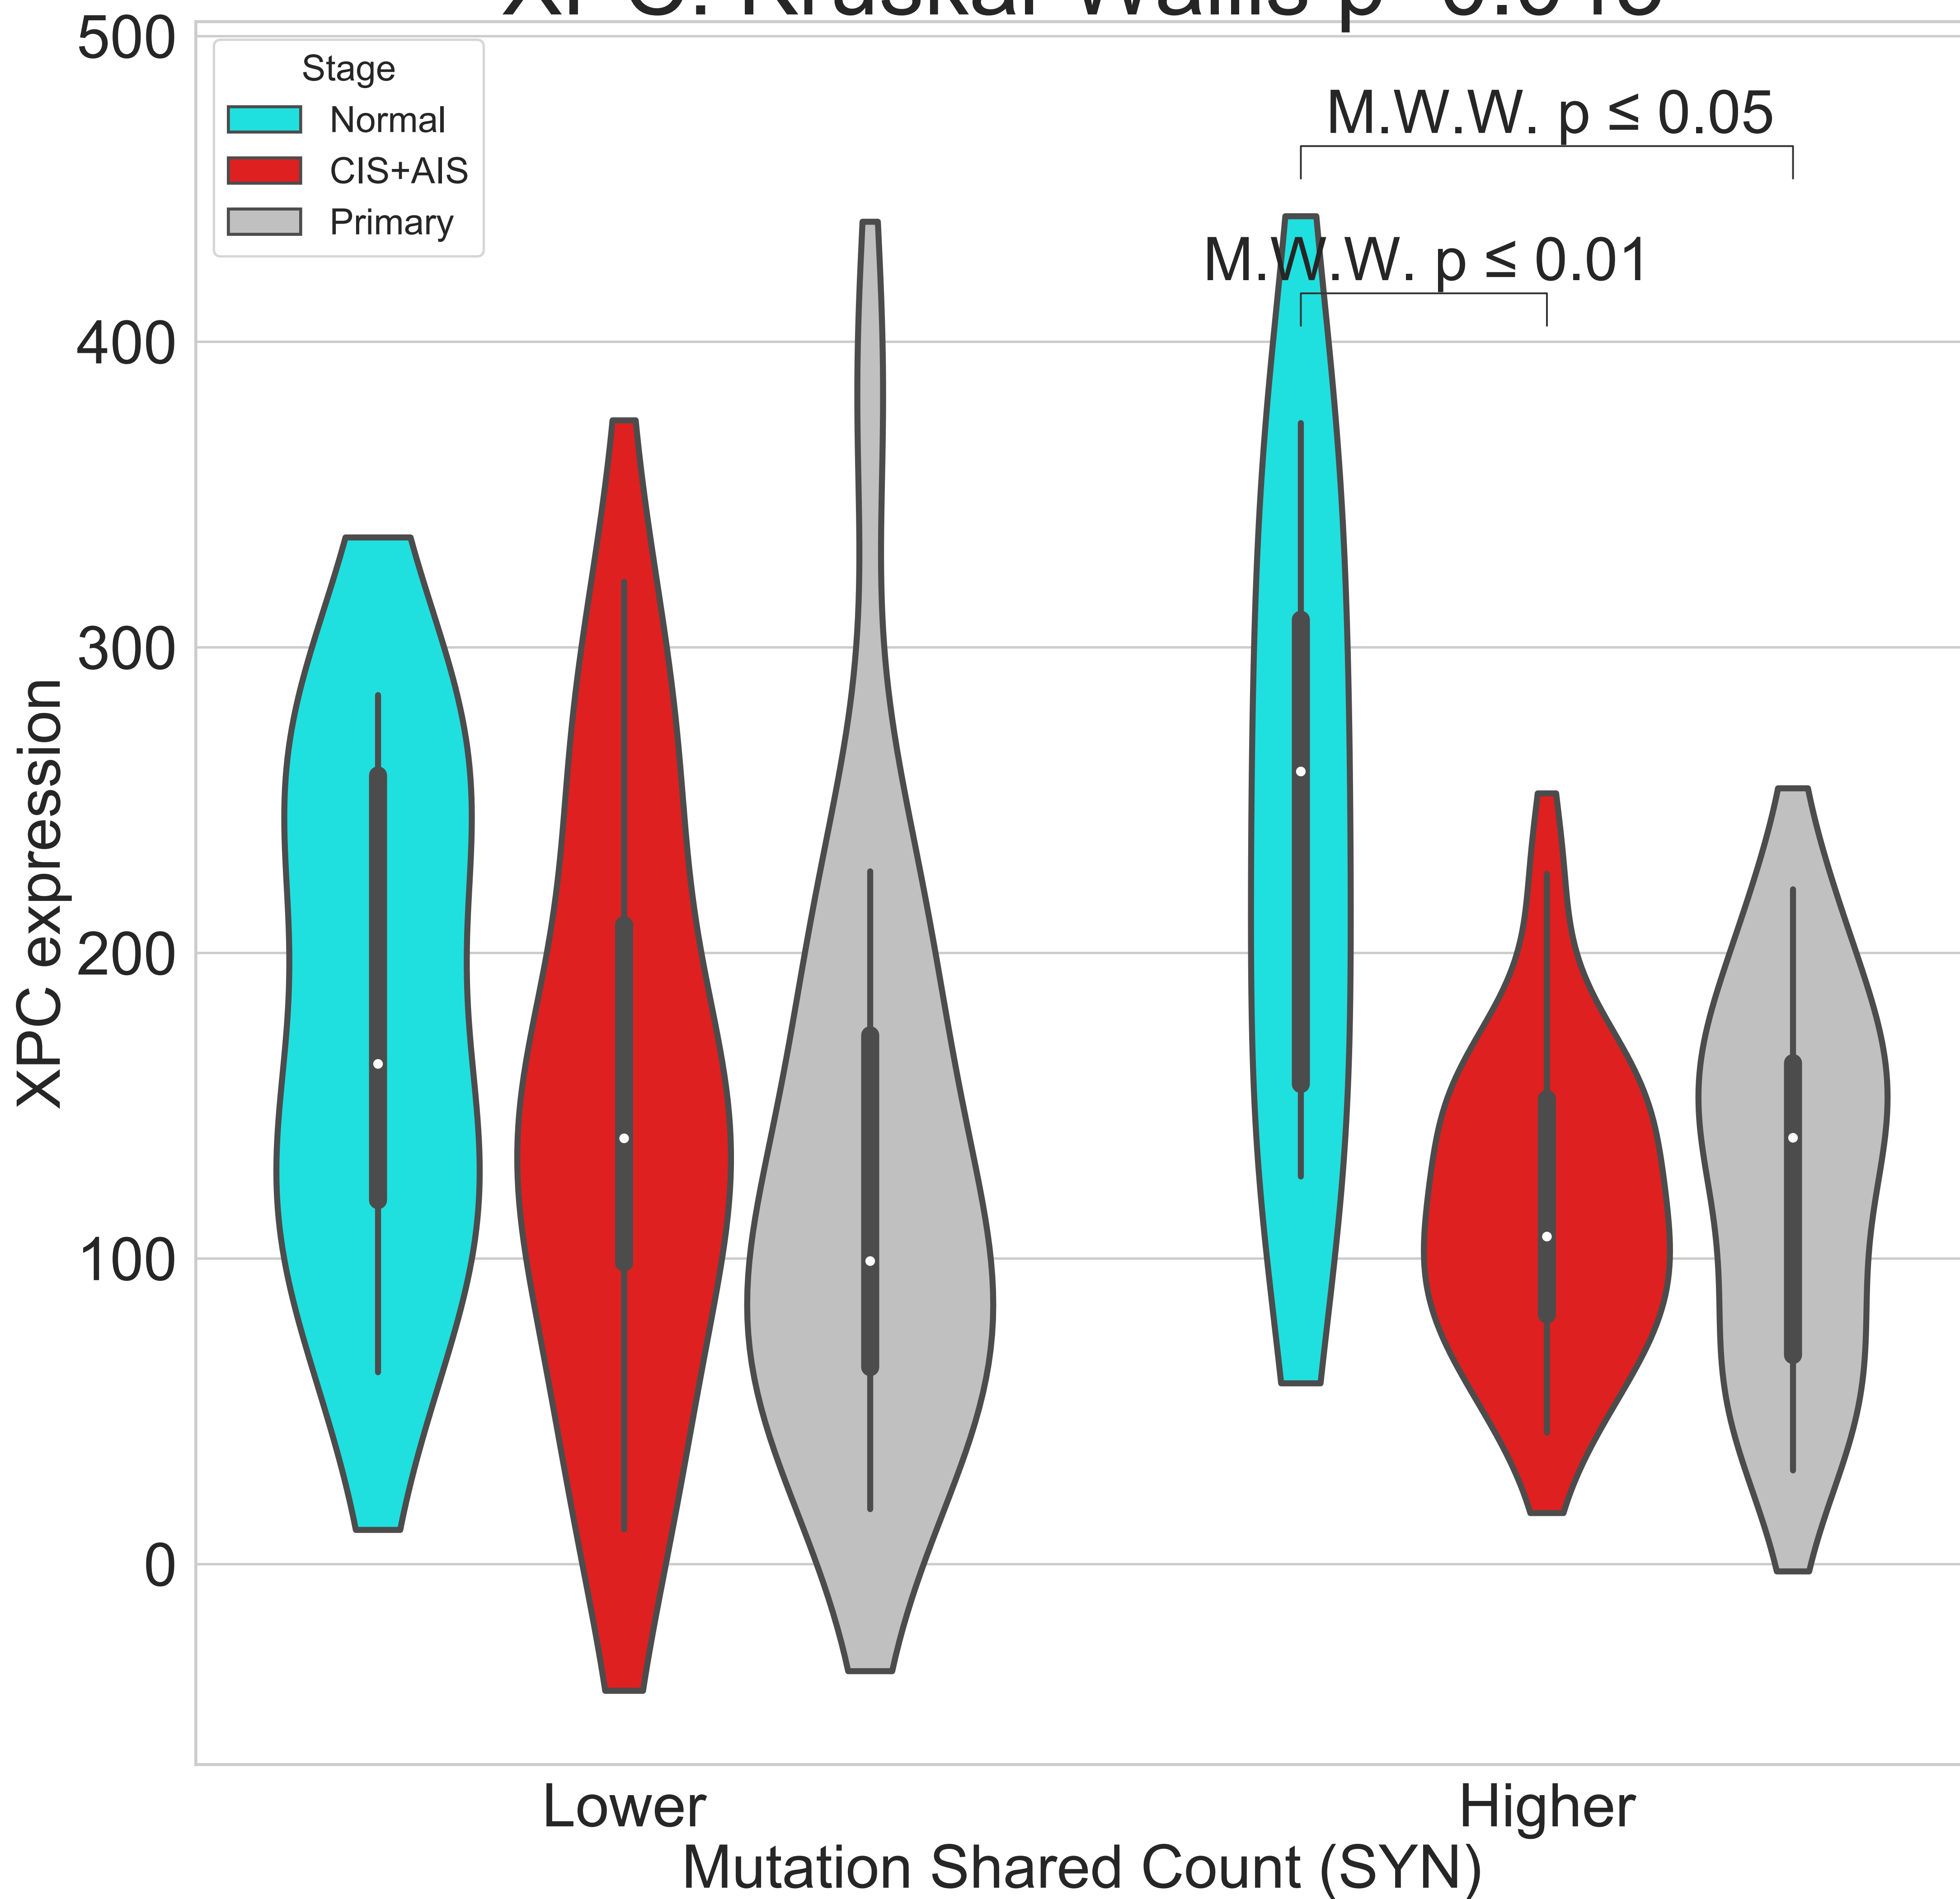 500
Stage
Normal
CIS+AIS
Primary
M.W.W. p ≤ 0.05
M.W.W. p ≤ 0.01
400
300
200
100
0
XPC expression
Lower
Higher
Mutation Shared Count (SYN)